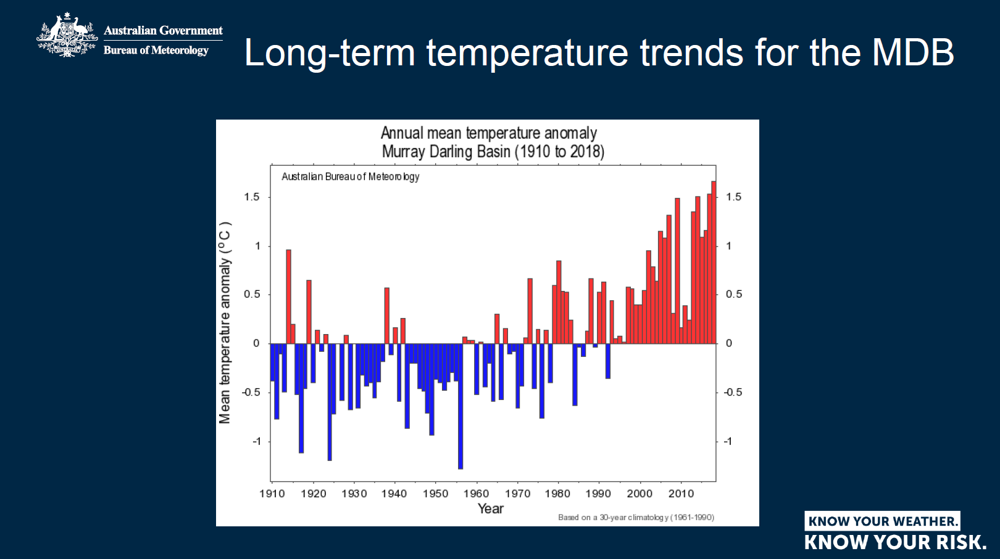 Australian Government
Bureau of Meteorology
Long-term temperature trends for the MDB
Annual mean temperature anomaly
Murray Darling Basin (1910 to 2018)
Australian Bureau of Meteorology
Mean temperature anomaly (°C )
1.5
1
0.5
0
-0.5
-1
1.5
1
0.5
0
-0.5
-1
1910 1920 1930 1940 1950 1960 1970 1980 1990 2000 2010
Year
Based on a 30-year climatology (1961-1990)
KNOW YOUR WEATHER.
KNOW YOUR RISK.